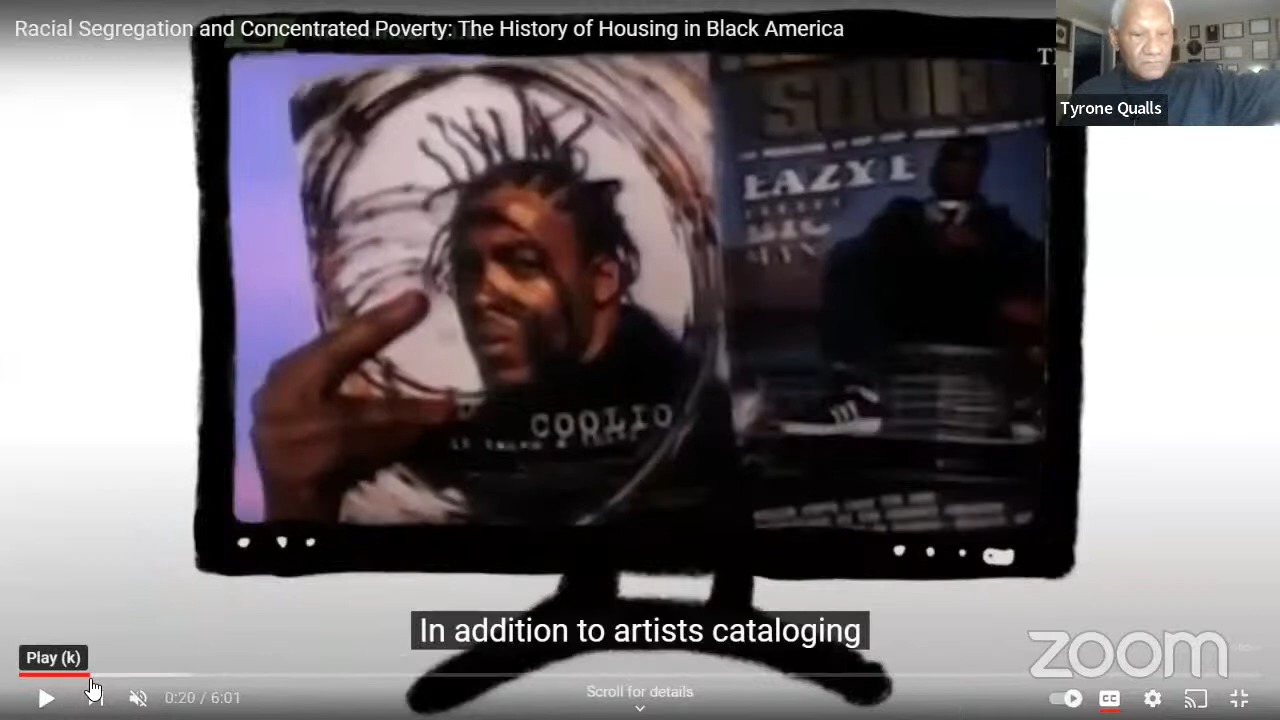 Racial Segregation and Concentrated Poverty: The History of Housing in Black America
Tyrone Qualls
EAZY E
COOLIO
In addition to artists cataloging
zoom
Play (k)
0:20 / 6:01
Scroll for details
CC